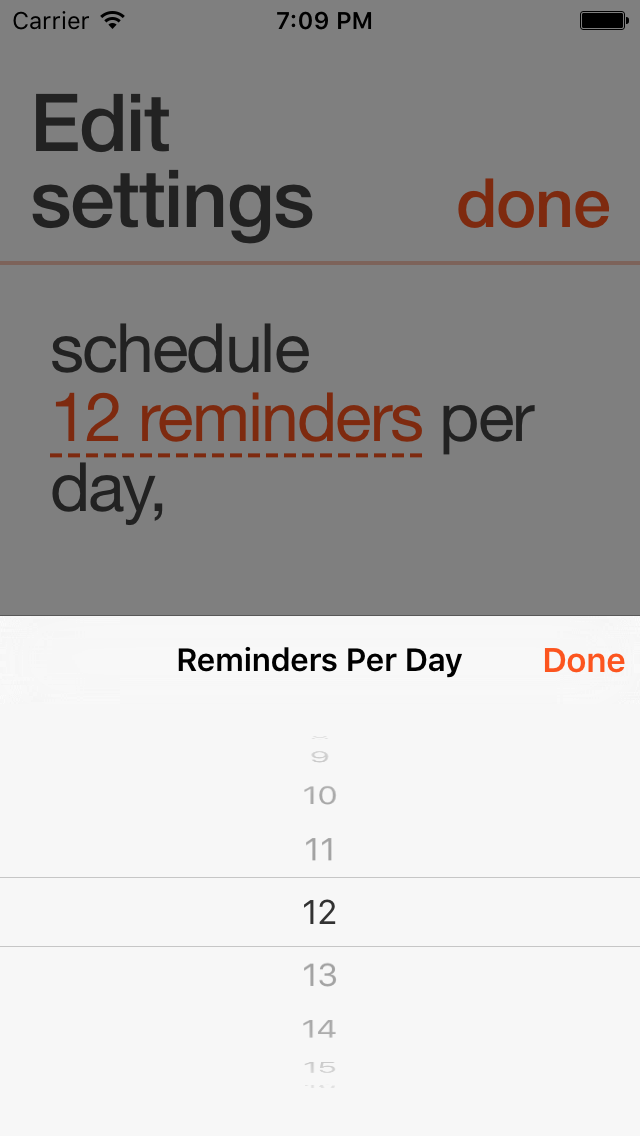 Carrier 7:09 PM
Edit
settings done
schedule
12 reminders per
day,
Reminders Per Day Done
9
10
11
12
13
14
15